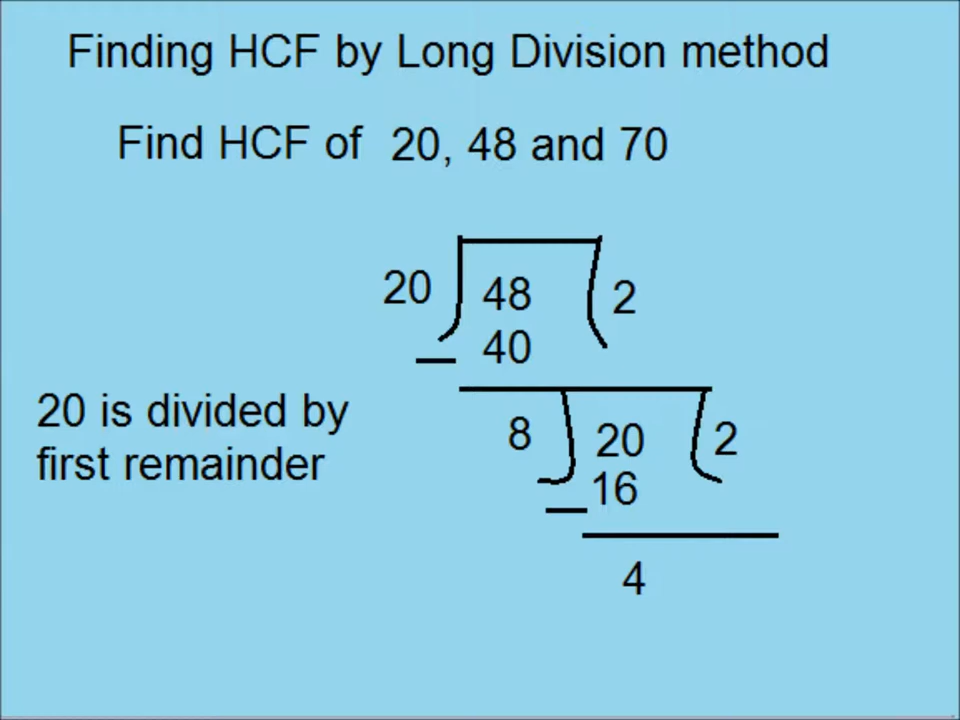 Finding HCF by Long Division method
Find HCF of 20, 48 and 70
20 48 2
40
20 is divided by
first remainder
8 20 2
16
4